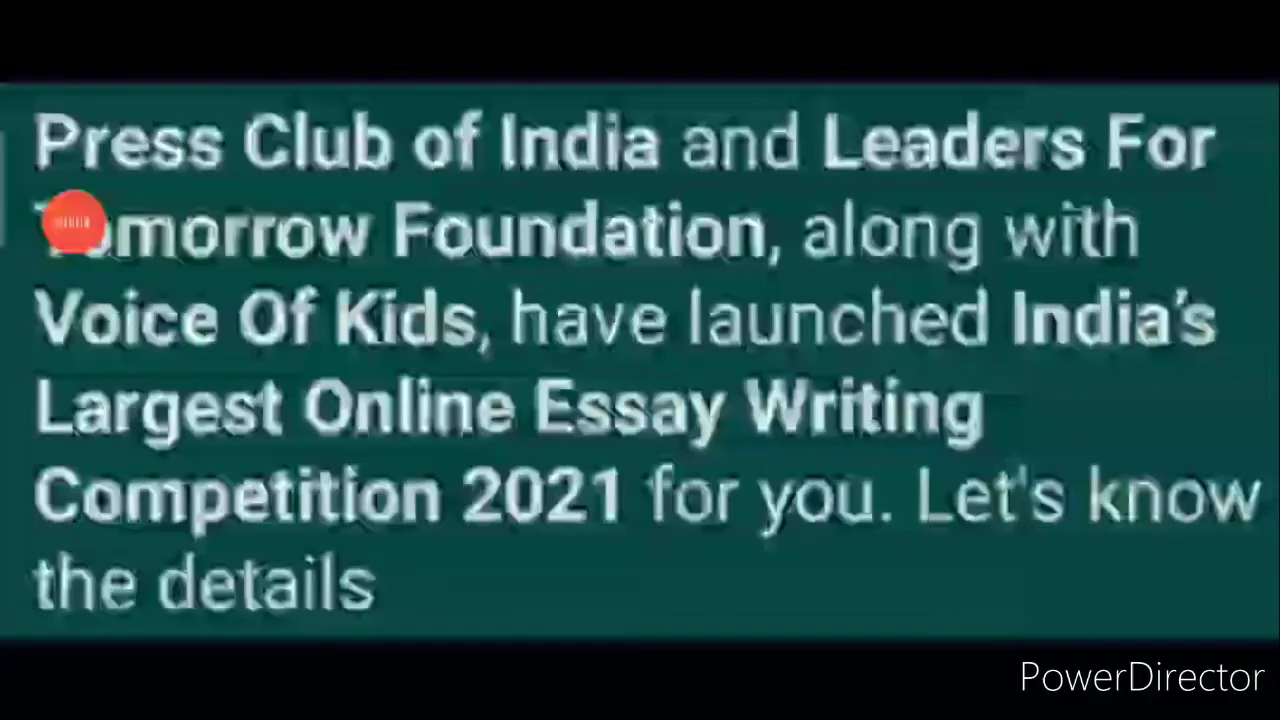 Press Club of India and Leaders For
Tomorrow Foundation, along with
Voice Of Kids, have launched India's
Largest Online Essay Writing
Competition 2021 for you. Let's know
the details
PowerDirector